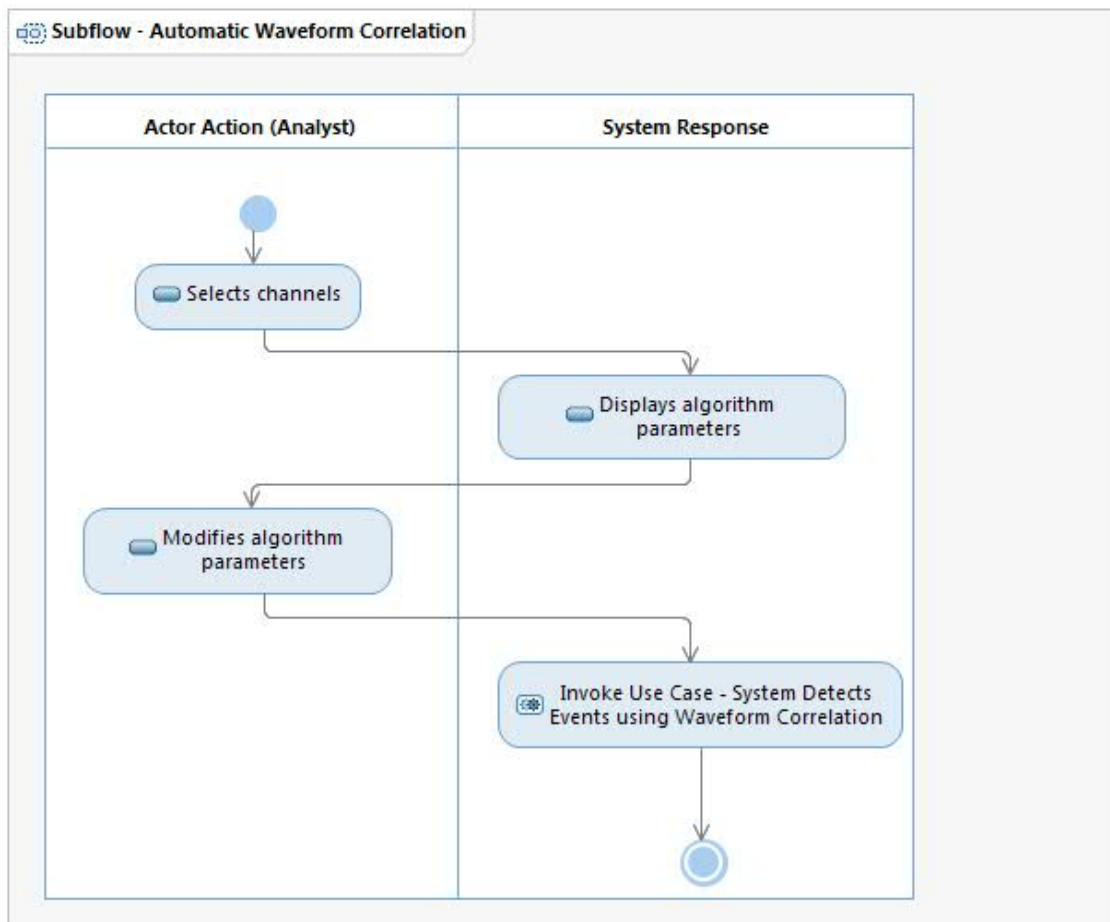 Subflow - Automatic Waveform Correlation
Actor Action (Analyst)
System Response
Selects channels
Displays algorithm
parameters
Modifies algorithm
parameters
Invoke Use Case - System Detects
Events using Waveform Correlation